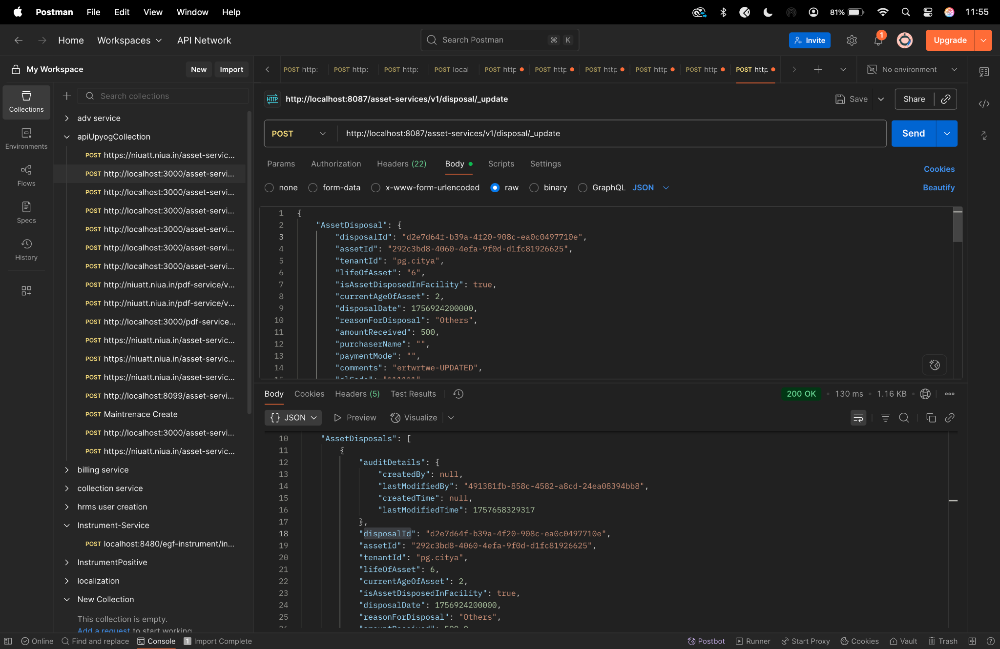 Postman File Edit View Window Help 81% 11:55
Home Workspaces API Network Search Postman ⌘ K Invite 1 Upgrade
My Workspace New Import POST http: POST http: POST http: POST local POST http POST http POST http POST http POST http POST http No environment
Collections
Environments
Flows
Specs
History
Search collections
adv service
apiUpyogCollection
POST https://niuatt.niua.in/asset-servic...
POST http://localhost:3000/asset-servi...
POST http://localhost:3000/asset-servi...
POST http://localhost:3000/asset-servi...
POST http://localhost:3000/asset-servi...
POST http://localhost:3000/asset-servi...
POST http://localhost:3000/asset-servi...
POST http://niuatt.niua.in/pdf-service/v...
POST http://niuatt.niua.in/pdf-service/v...
POST http://localhost:3000/pdf-service...
POST https://niuatt.niua.in/asset-servic...
POST https://niuatt.niua.in/asset-servic...
POST https://niuatt.niua.in/asset-servic...
POST http://localhost:8099/asset-servi...
POST Maintrenace Create
POST http://localhost:3000/asset-servi...
POST https://niuatt.niua.in/asset-servic...
billing service
collection service
hrms user creation
Instrument-Service
POST localhost:8480/egf-instrument/in...
InstrumentPositive
localization
New Collection
This collection is empty.
Add a request to start working.
HTTP http://localhost:8087/asset-services/v1/disposal/_update Save Share
POST http://localhost:8087/asset-services/v1/disposal/_update Send
Params Authorization Headers (22) Body Scripts Settings Cookies
none form-data x-www-form-urlencoded raw binary GraphQL JSON Beautify
1 {
2 "AssetDisposal": {
3 "disposalId": "d2e7d64f-b39a-4f20-908c-ea0c0497710e",
4 "assetId": "292c3bd8-4060-4efa-9f0d-d1fc81926625",
5 "tenantId": "pg.citya",
6 "lifeOfAsset": "6",
7 "isAssetDisposedInFacility": true,
8 "currentAgeOfAsset": 2,
9 "disposalDate": 1756924200000,
10 "reasonForDisposal": "Others",
11 "amountReceived": 500,
12 "purchaserName": "",
13 "paymentMode": "",
14 "comments": "ertwrtwe-UPDATED",
15 "glCode": "111111"
Body Cookies Headers (5) Test Results 200 OK • 130 ms • 1.16 KB
{} JSON Preview Visualize
10 "AssetDisposals": [
11 {
12 "auditDetails": {
13 "createdBy": null,
14 "lastModifiedBy": "491381fb-858c-4582-a8cd-24ea08394bb8",
15 "createdTime": null,
16 "lastModifiedTime": 1757658329317
17 },
18 "disposalId": "d2e7d64f-b39a-4f20-908c-ea0c0497710e",
19 "assetId": "292c3bd8-4060-4efa-9f0d-d1fc81926625",
20 "tenantId": "pg.citya",
21 "lifeOfAsset": 6,
22 "currentAgeOfAsset": 2,
23 "isAssetDisposedInFacility": true,
24 "disposalDate": 1756924200000,
25 "reasonForDisposal": "Others",
26 "amountReceived": 500.0
Online Find and replace Console 1 Import Complete Postbot Runner Start Proxy Cookies Vault Trash